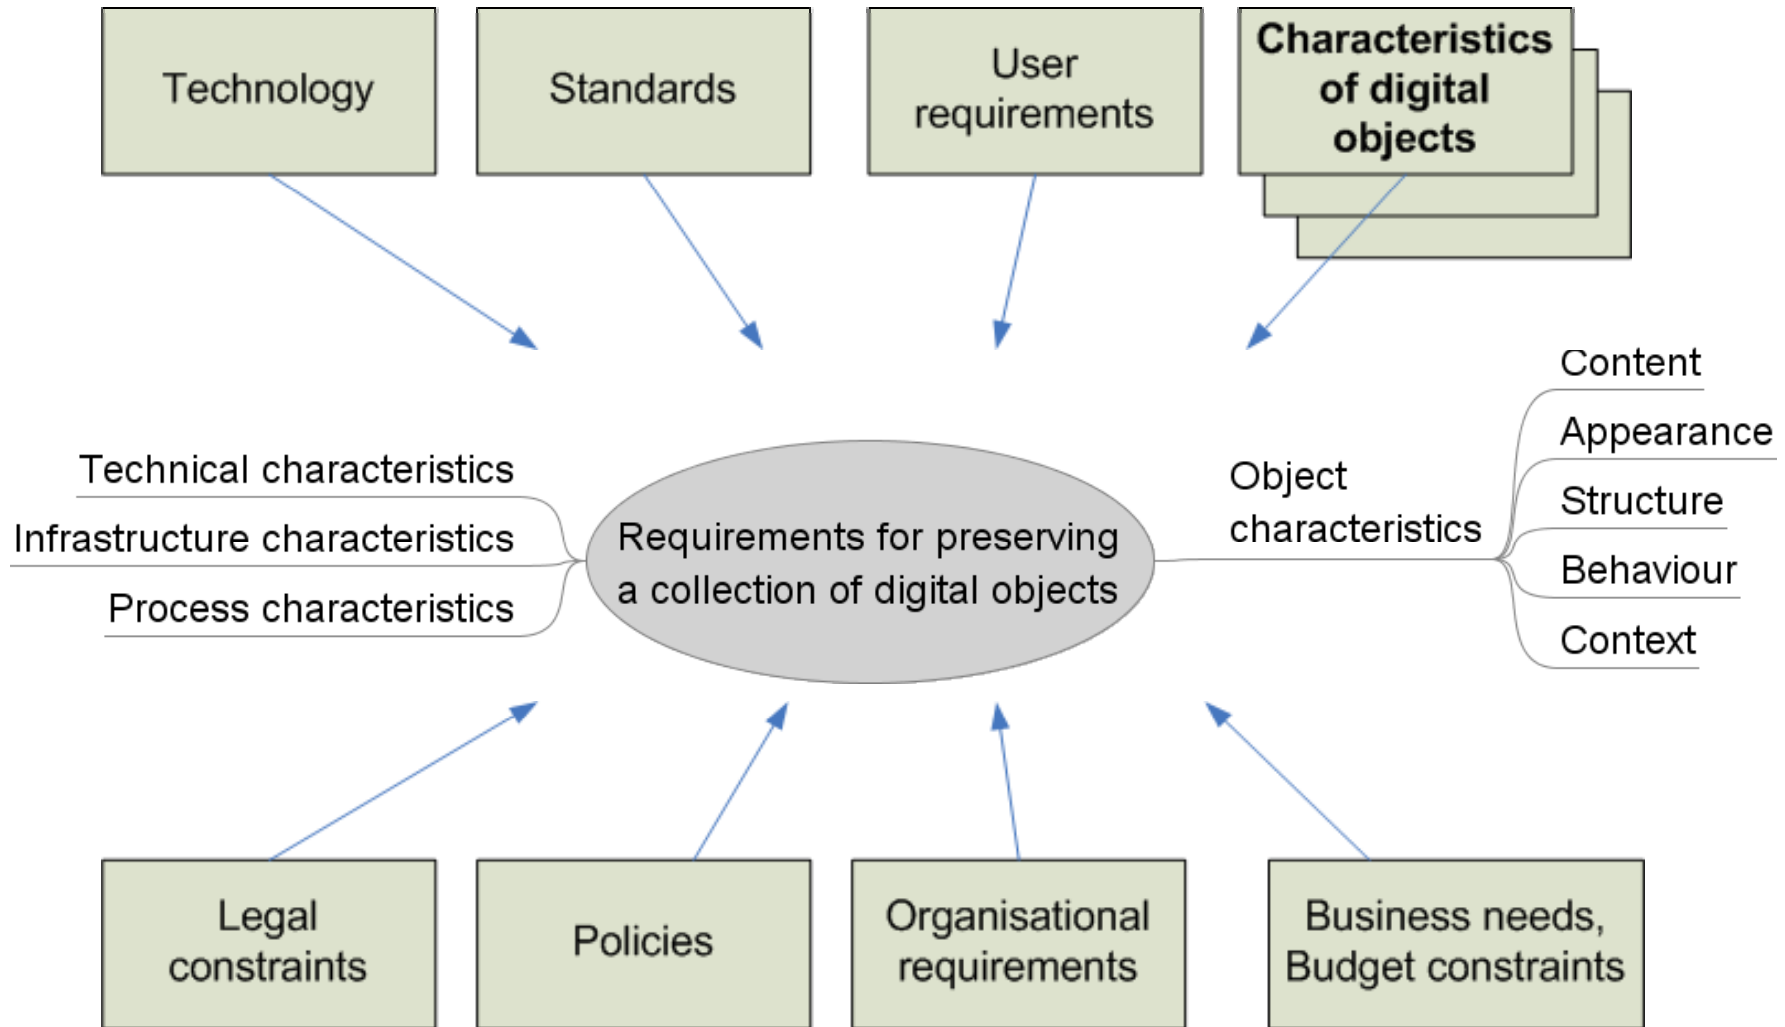 Technology
Standards
User
requirements
Characteristics
of digital
objects
Technical characteristics
Infrastructure characteristics
Process characteristics
Requirements for preserving
a collection of digital objects
Object
characteristics
Content
Appearance
Structure
Behaviour
Context
Legal
constraints
Policies
Organisational
requirements
Business needs,
Budget constraints